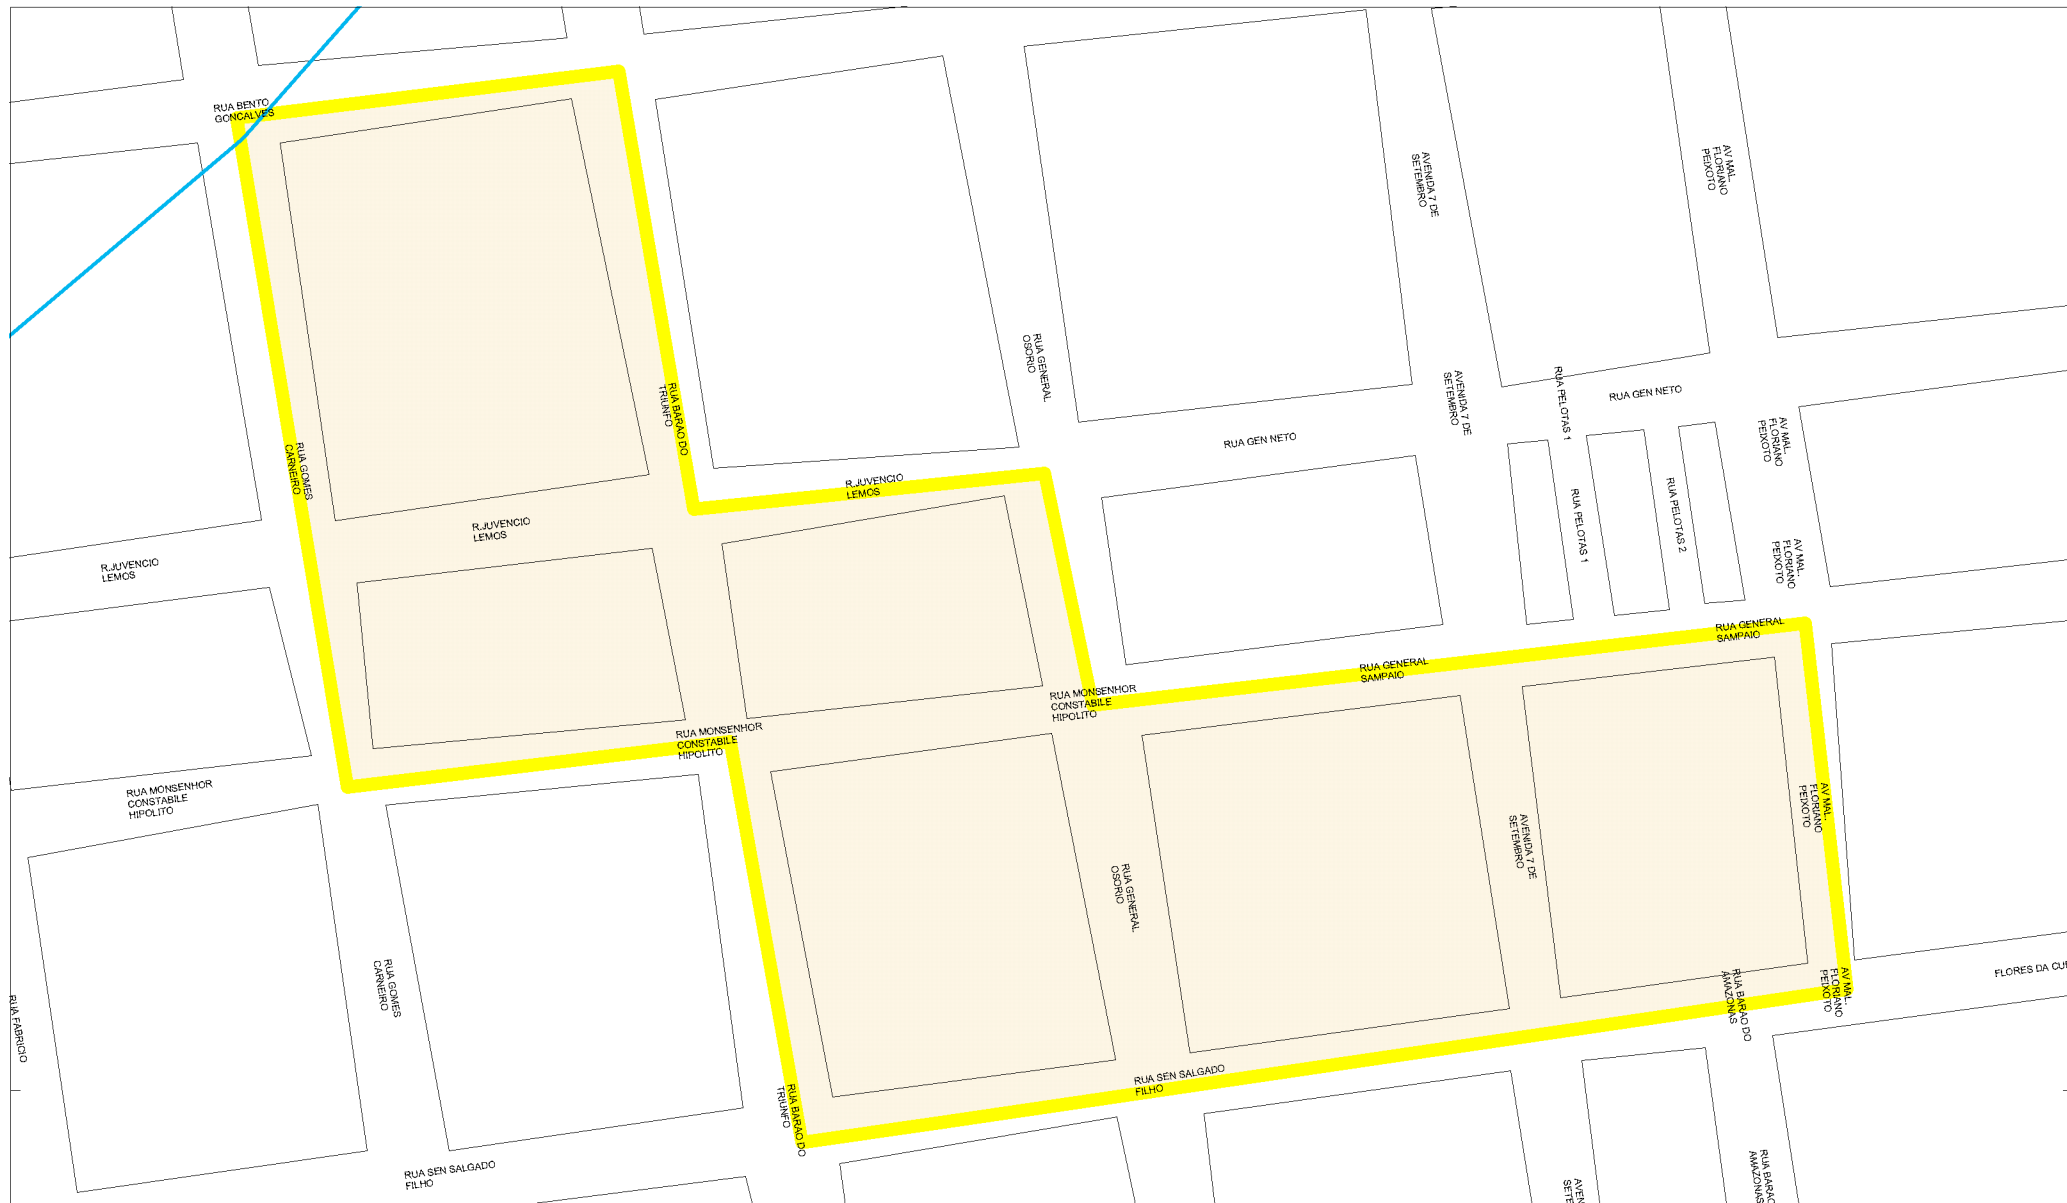 RUA BENTO
GONCALVES
AVENIDA 7 DE
SETEMBRO
AV MAL.
FLORIANO
PEIXOTO
RUA GENERAL
OSORIO
RUA BARAO DO
TRIUNFO
AVENIDA 7 DE
SETEMBRO
RUA PELOTAS 1
RUA GEN NETO
RUA GEN NETO
AV MAL.
FLORIANO
PEIXOTO
RUA GOMES
CARNEIRO
R.JUVENCIO
LEMOS
R.JUVENCIO
LEMOS
R.JUVENCIO
LEMOS
RUA PELOTAS 1
RUA PELOTAS 2
AV MAL.
FLORIANO
PEIXOTO
RUA GENERAL
SAMPAIO
RUA GENERAL
SAMPAIO
RUA MONSENHOR
CONSTABILE
HIPOLITO
RUA MONSENHOR
CONSTABILE
HIPOLITO
RUA MONSENHOR
CONSTABILE
HIPOLITO
AV MAL.
FLORIANO
PEIXOTO
AVENIDA 7 DE
SETEMBRO
RUA GENERAL
OSORIO
RUA GOMES
CARNEIRO
RUA BARAO DO
AMAZONAS
AV MAL.
FLORIANO
PEIXOTO
FLORES DA CU
RUA FABRICIO
RUA SEN SALGADO
FILHO
RUA BARAO DO
TRIUNFO
RUA SEN SALGADO
FILHO
AVEN
SETE
RUA BARAO
AMAZONAS